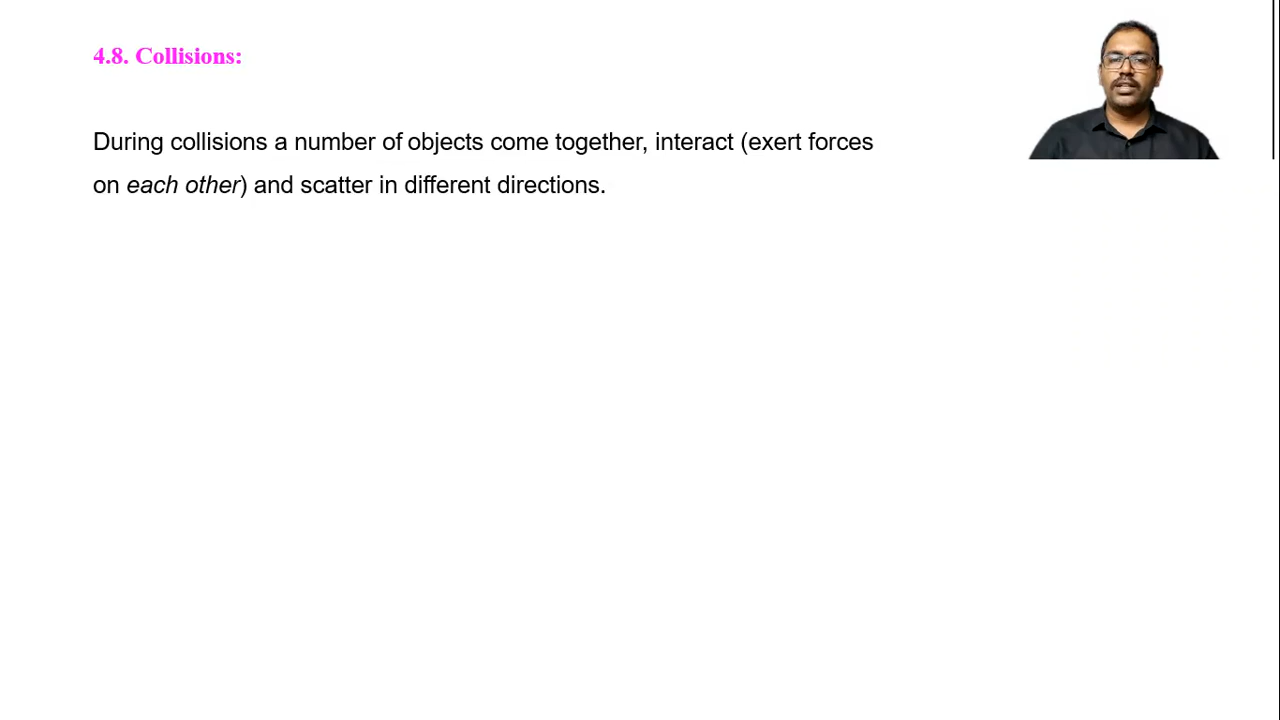 4.8. Collisions:
During collisions a number of objects come together, interact (exert forces
on each other) and scatter in different directions.